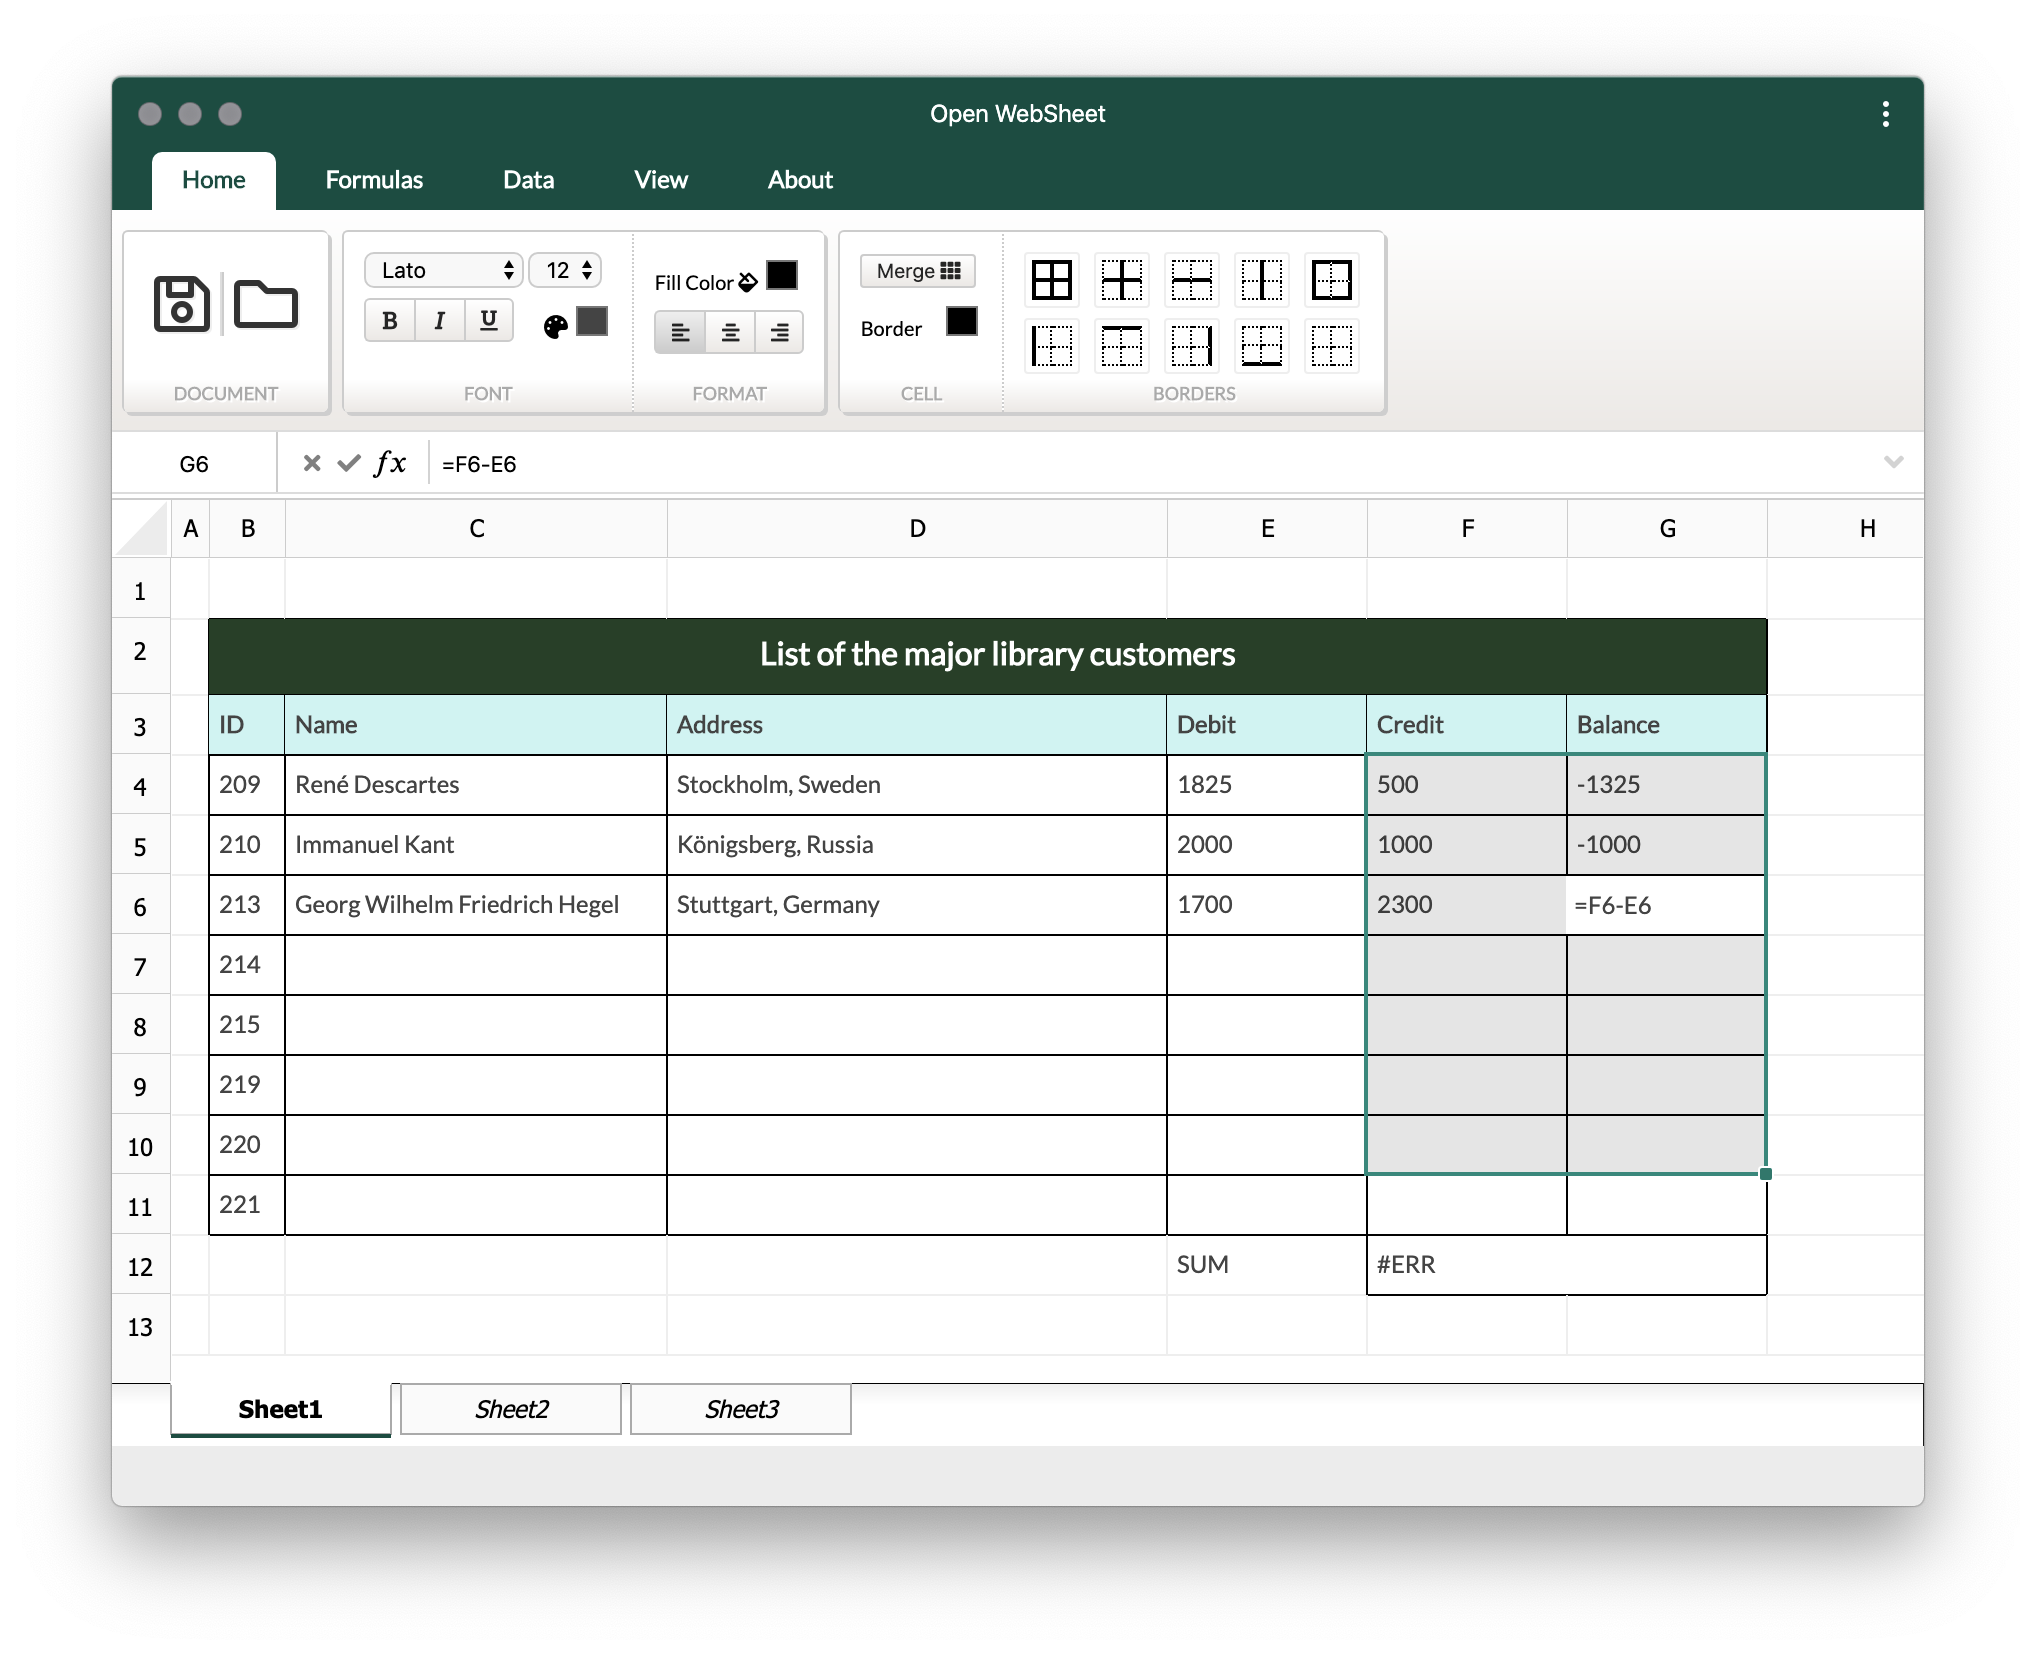 Open WebSheet
Home Formulas Data View About
Lato 12
B I U
Fill Color
Merge
Border
DOCUMENT FONT FORMAT CELL BORDERS
G6 fx =F6-E6
A B C D E F G H
1
2 List of the major library customers
3 ID Name Address Debit Credit Balance
4 209 René Descartes Stockholm, Sweden 1825 500 -1325
5 210 Immanuel Kant Königsberg, Russia 2000 1000 -1000
6 213 Georg Wilhelm Friedrich Hegel Stuttgart, Germany 1700 2300 =F6-E6
7 214
8 215
9 219
10 220
11 221
12 SUM #ERR
13
Sheet1 Sheet2 Sheet3